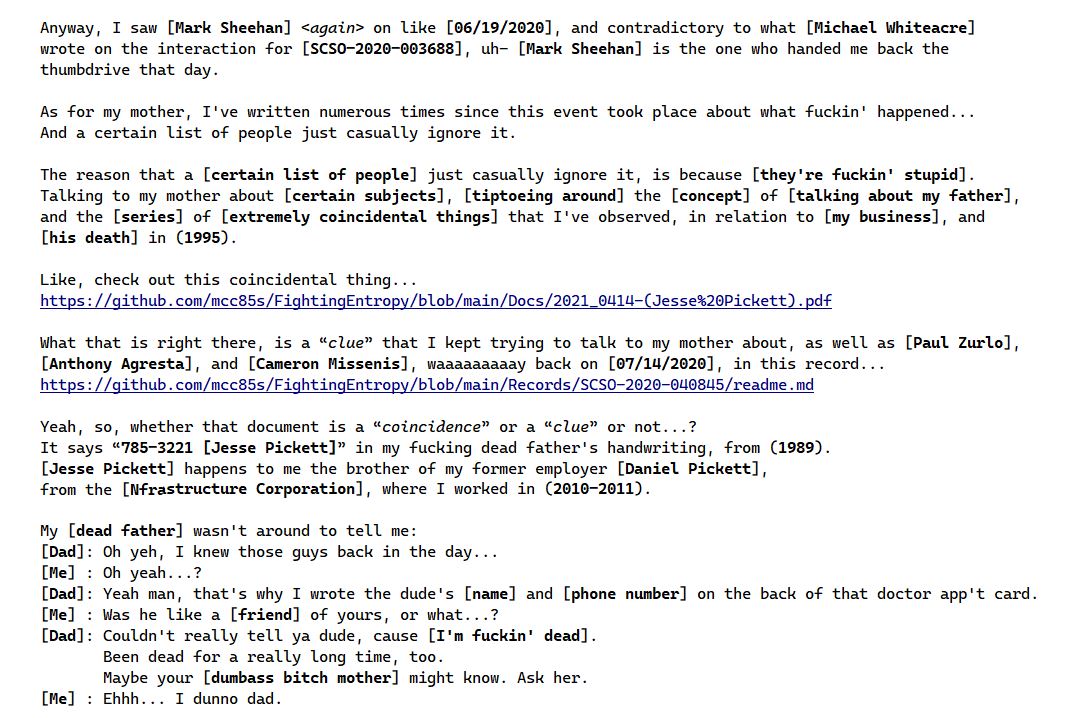 Anyway, I saw [Mark Sheehan] <again> on like [06/19/2020], and contradictory to what [Michael Whiteacre]
wrote on the interaction for [SCSO-2020-003688], uh- [Mark Sheehan] is the one who handed me back the
thumbdrive that day.
As for my mother, I've written numerous times since this event took place about what fuckin' happened...
And a certain list of people just casually ignore it.
The reason that a [certain list of people] just casually ignore it, is because [they're fuckin' stupid].
Talking to my mother about [certain subjects], [tiptoeing around] the [concept] of [talking about my father],
and the [series] of [extremely coincidental things] that I've observed, in relation to [my business], and
[his death] in (1995).
Like, check out this coincidental thing...
https://github.com/mcc85s/FightingEntropy/blob/main/Docs/2021_0414-(Jesse%20Pickett).pdf
What that is right there, is a “clue” that I kept trying to talk to my mother about, as well as [Paul Zurlo],
[Anthony Agresta], and [Cameron Missenis], waaaaaaaaay back on [07/14/2020], in this record...
https://github.com/mcc85s/FightingEntropy/blob/main/Records/SCSO-2020-040845/readme.md
Yeah, so, whether that document is a “coincidence” or a “clue” or not...?
It says “785-3221 [Jesse Pickett]” in my fucking dead father's handwriting, from (1989).
[Jesse Pickett] happens to me the brother of my former employer [Daniel Pickett],
from the [Nfrastructure Corporation], where I worked in (2010-2011).
My [dead father] wasn't around to tell me:
[Dad]: Oh yeh, I knew those guys back in the day...
[Me] : Oh yeah...?
[Dad]: Yeah man, that's why I wrote the dude's [name] and [phone number] on the back of that doctor app't card.
[Me] : Was he like a [friend] of yours, or what...?
[Dad]: Couldn't really tell ya dude, cause [I'm fuckin' dead].
Been dead for a really long time, too.
Maybe your [dumbass bitch mother] might know. Ask her.
[Me] : Ehhh... I dunno dad.